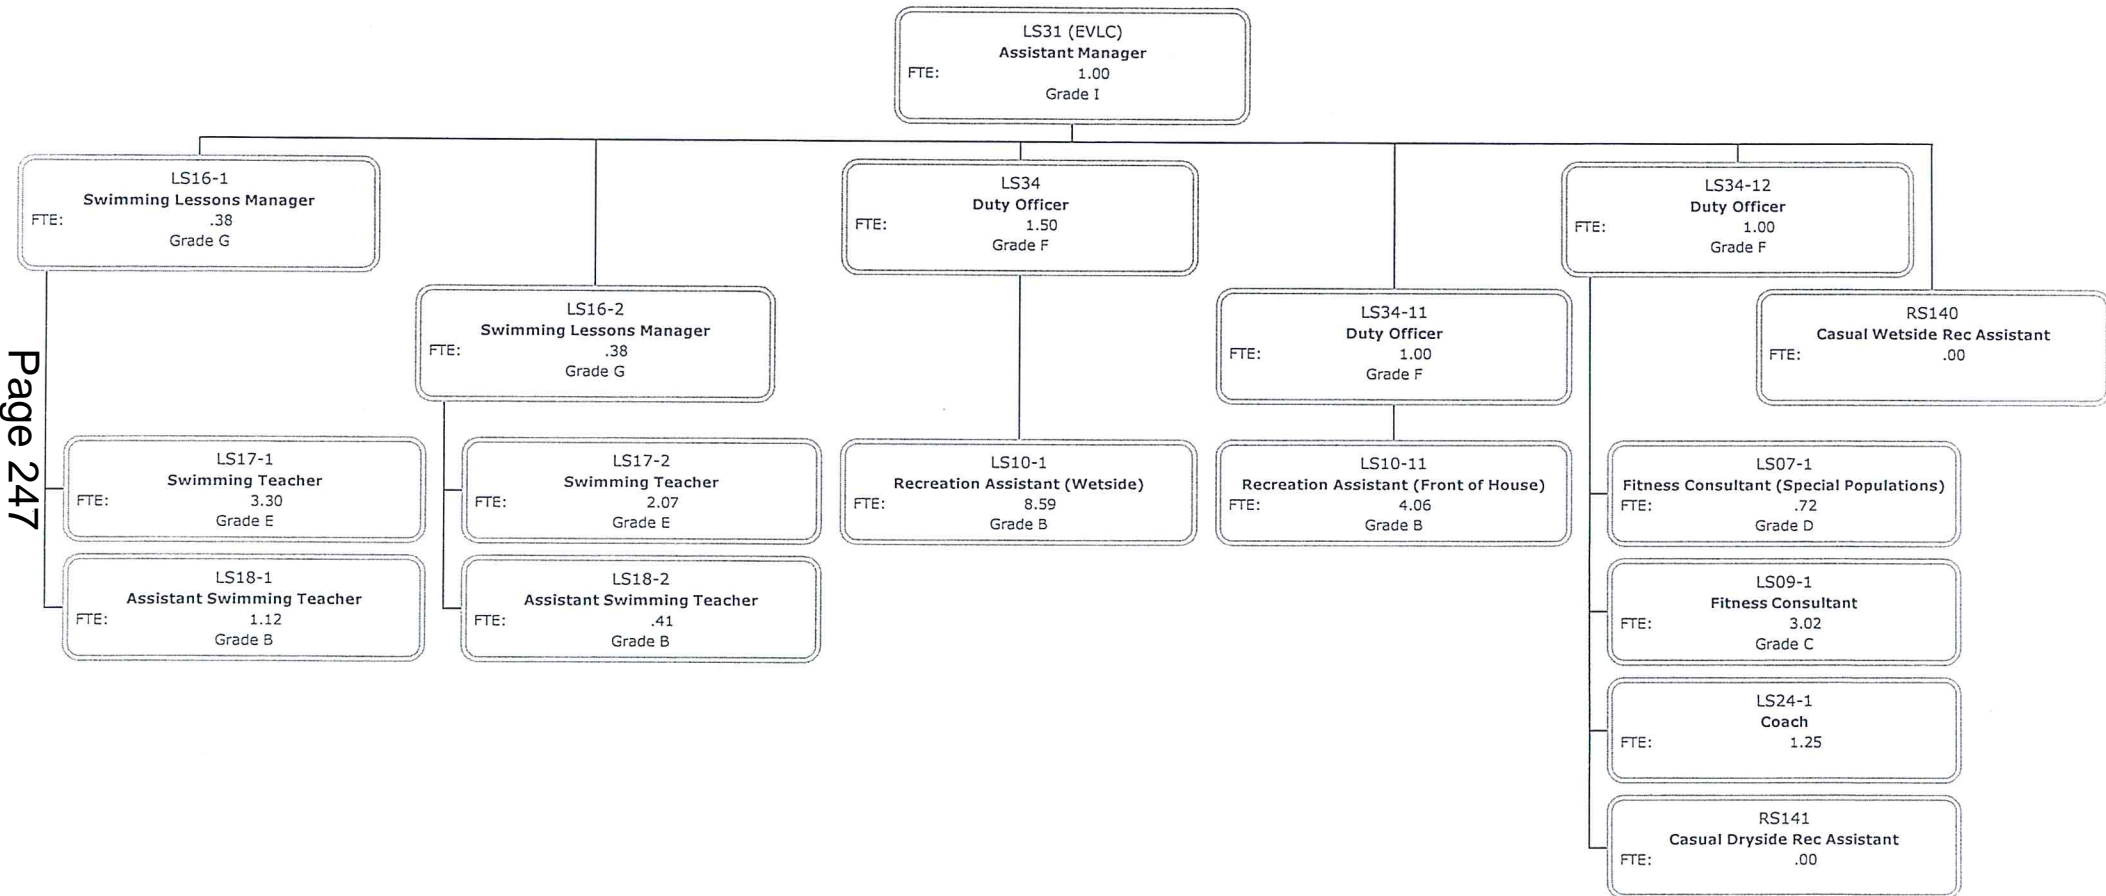 LS31 (EVLC)
Assistant Manager
FTE: 1.00
Grade I
LS16-1
Swimming Lessons Manager
FTE: .38
Grade G
LS34
Duty Officer
FTE: 1.50
Grade F
LS34-12
Duty Officer
FTE: 1.00
Grade F
LS16-2
Swimming Lessons Manager
FTE: .38
Grade G
LS34-11
Duty Officer
FTE: 1.00
Grade F
RS140
Casual Wetside Rec Assistant
FTE: .00
LS17-1
Swimming Teacher
FTE: 3.30
Grade E
LS17-2
Swimming Teacher
FTE: 2.07
Grade E
LS10-1
Recreation Assistant (Wetside)
FTE: 8.59
Grade B
LS10-11
Recreation Assistant (Front of House)
FTE: 4.06
Grade B
LS07-1
Fitness Consultant (Special Populations)
FTE: .72
Grade D
LS18-1
Assistant Swimming Teacher
FTE: 1.12
Grade B
LS18-2
Assistant Swimming Teacher
FTE: .41
Grade B
LS09-1
Fitness Consultant
FTE: 3.02
Grade C
LS24-1
Coach
FTE: 1.25
RS141
Casual Dryside Rec Assistant
FTE: .00
Page 247